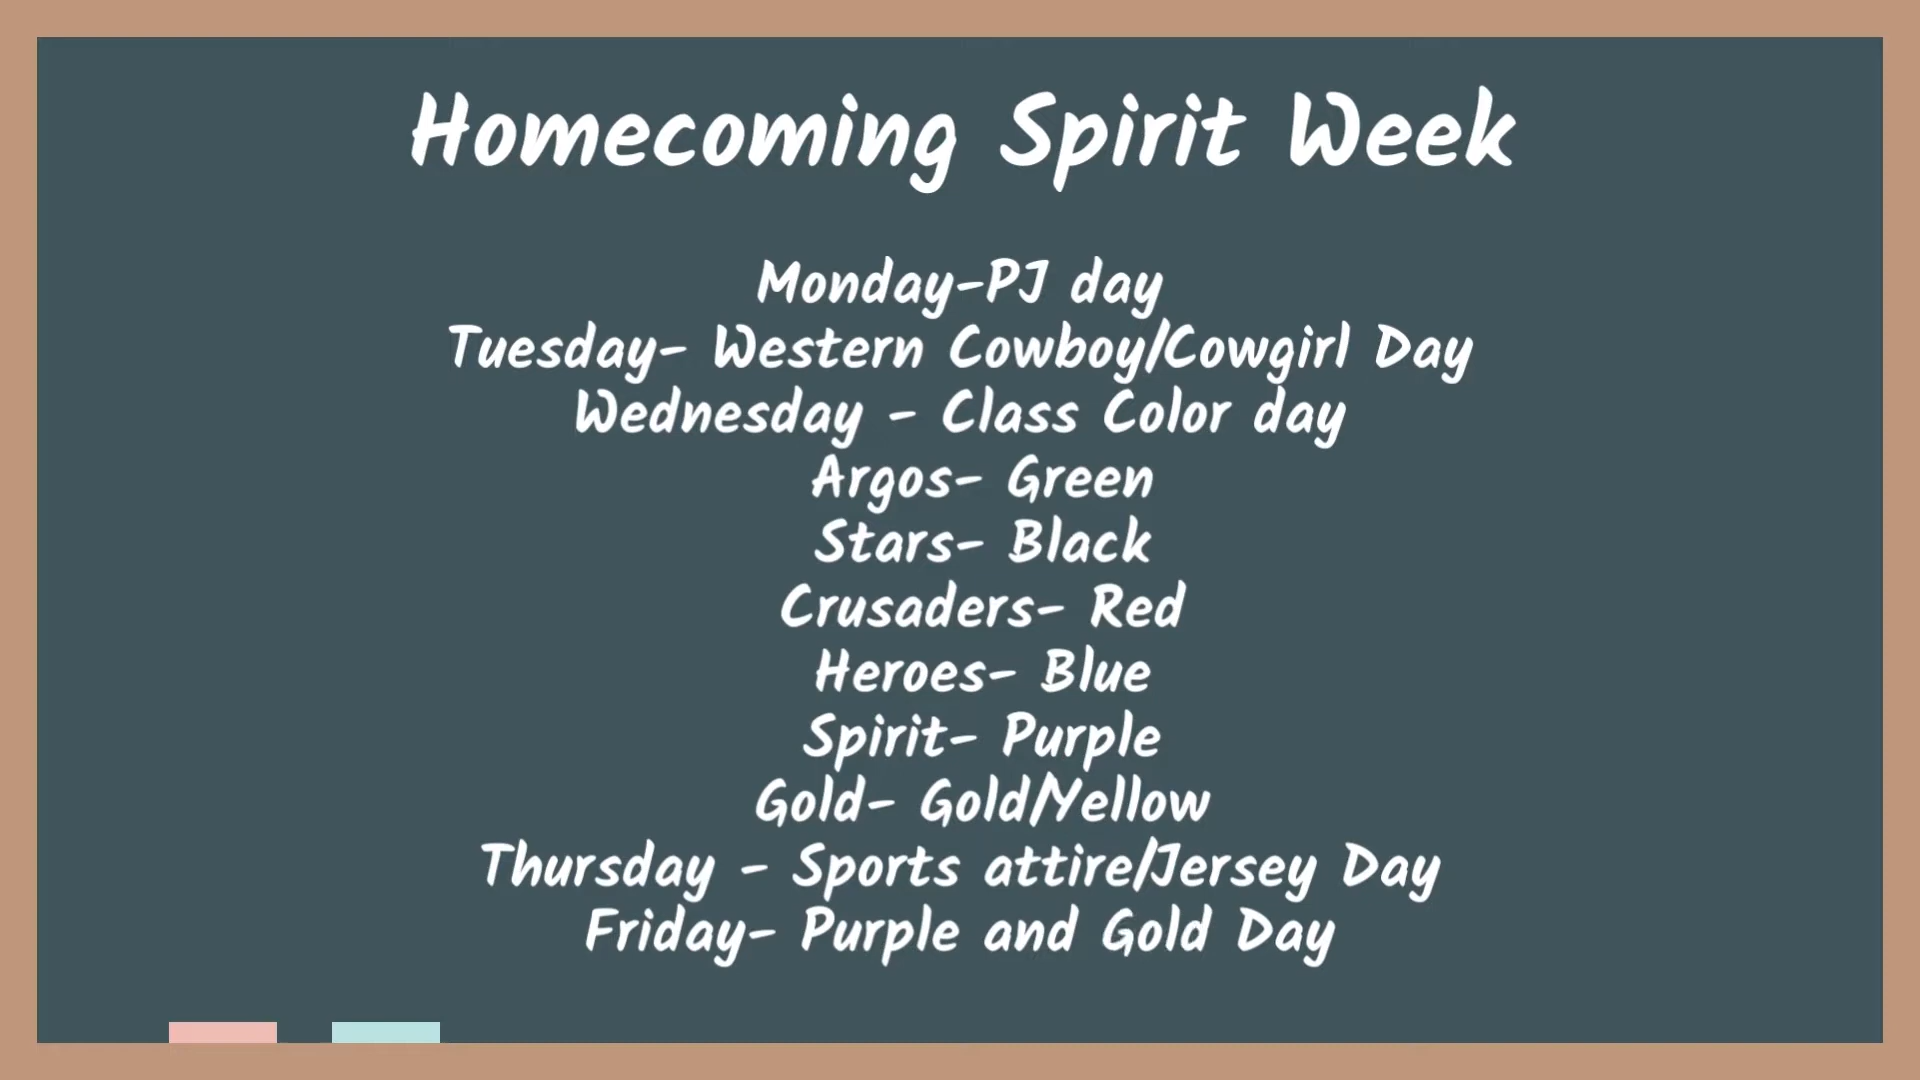 Homecoming Spirit Week
Monday-PJ day
Tuesday- Western Cowboy/Cowgirl Day
Wednesday - Class Color day
Argos- Green
Stars- Black
Crusaders- Red
Heroes- Blue
Spirit- Purple
Gold- Gold/Yellow
Thursday - Sports attire/Jersey Day
Friday- Purple and Gold Day